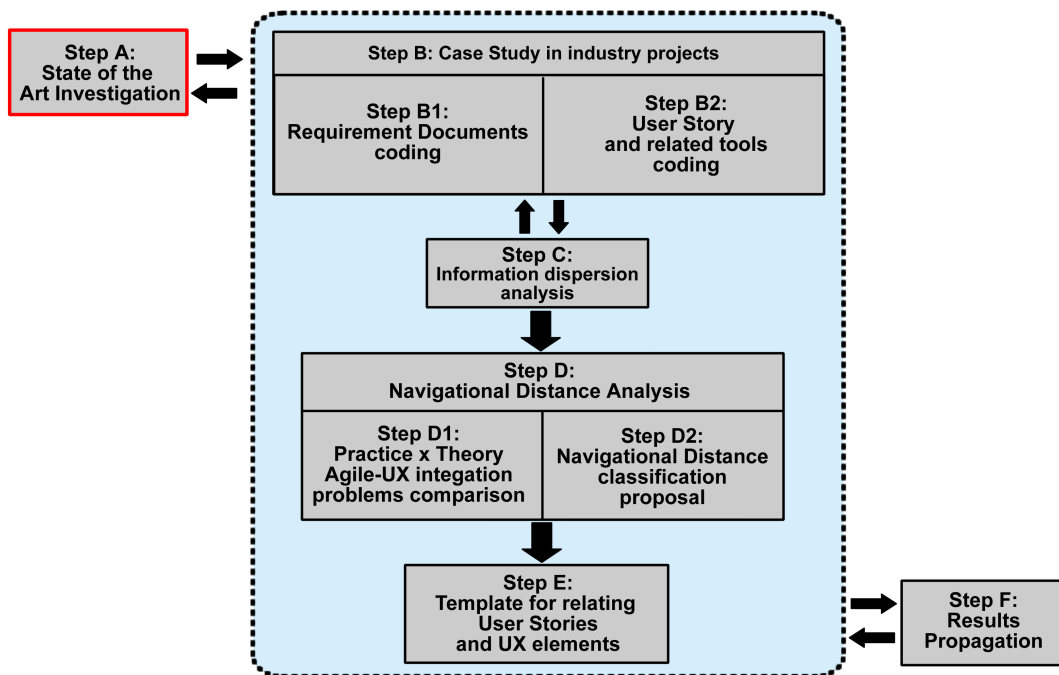 Step A:
State of the
Art Investigation
Step B: Case Study in industry projects
Step B1:
Requirement Documents
coding
Step B2:
User Story
and related tools
coding
Step C:
Information dispersion
analysis
Step D:
Navigational Distance Analysis
Step D1:
Practice x Theory
Agile-UX integation
problems comparison
Step D2:
Navigational Distance
classification
proposal
Step E:
Template for relating
User Stories
and UX elements
Step F:
Results
Propagation